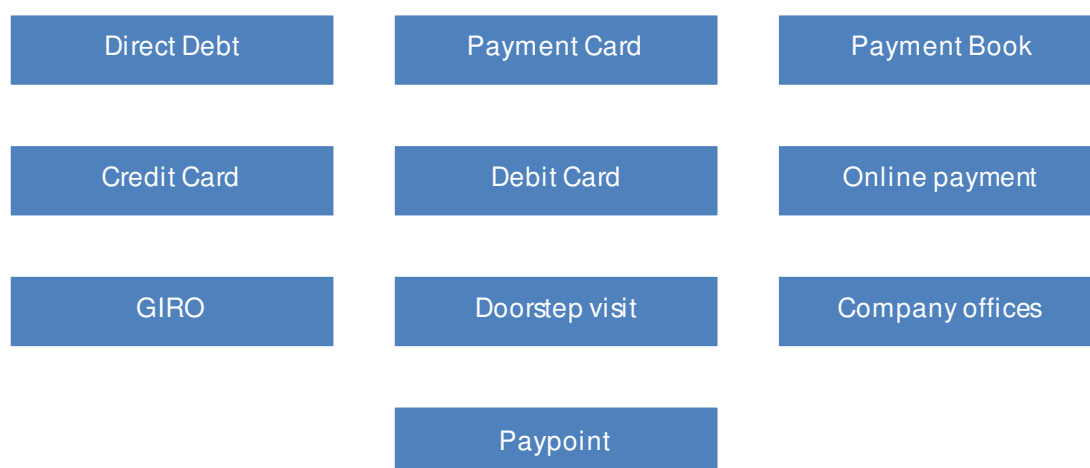 Direct Debt
Payment Card
Payment Book
Credit Card
Debit Card
Online payment
GIRO
Doorstep visit
Company offices
Paypoint